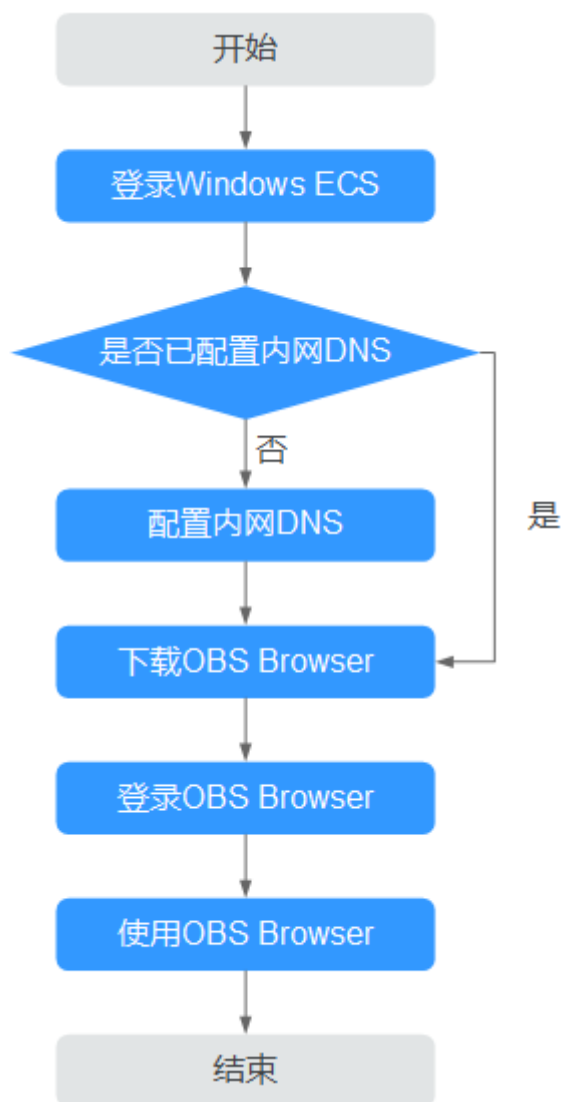 开始
登录Windows ECS
是否已配置内网DNS
否
配置内网DNS
是
下载OBS Browser
登录OBS Browser
使用OBS Browser
结束